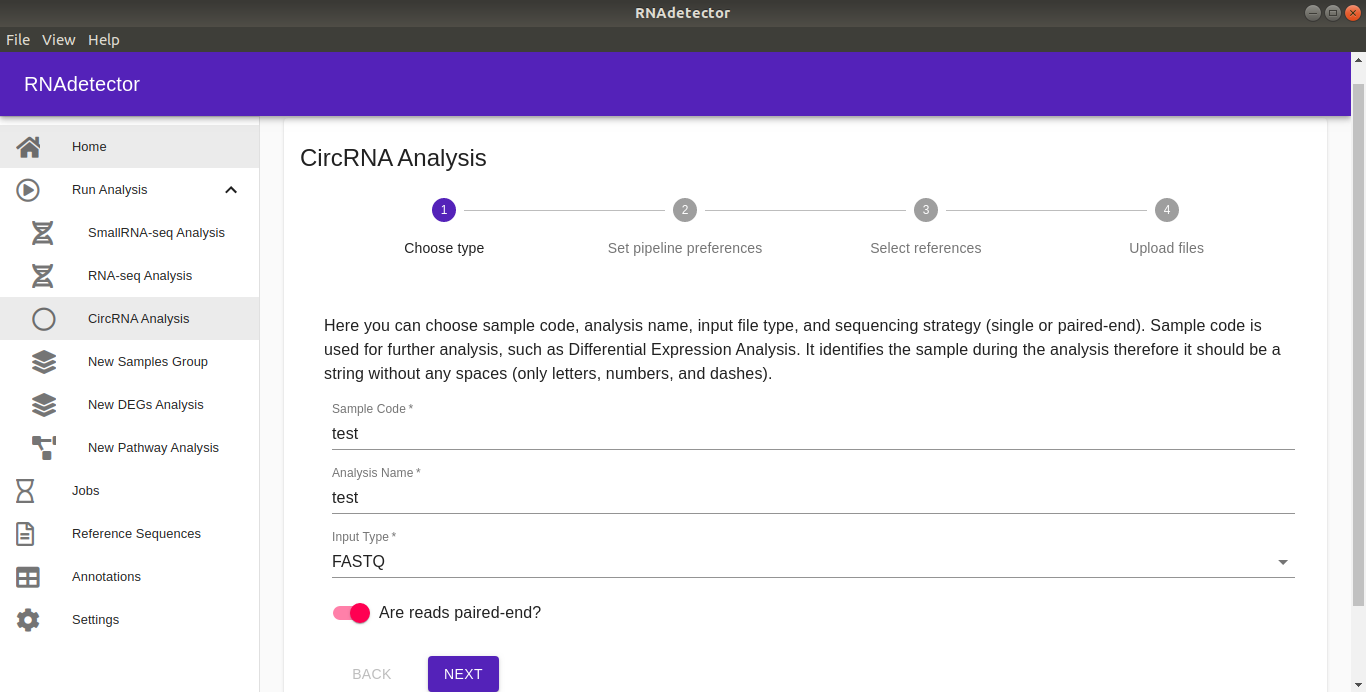 RNAdetector
File View Help
RNAdetector
Home
Run Analysis
SmallRNA-seq Analysis
RNA-seq Analysis
CircRNA Analysis
New Samples Group
New DEGs Analysis
New Pathway Analysis
Jobs
Reference Sequences
Annotations
Settings
CircRNA Analysis
1 2 3 4
Choose type Set pipeline preferences Select references Upload files
Here you can choose sample code, analysis name, input file type, and sequencing strategy (single or paired-end). Sample code is
used for further analysis, such as Differential Expression Analysis. It identifies the sample during the analysis therefore it should be a
string without any spaces (only letters, numbers, and dashes).
Sample Code *
test
Analysis Name *
test
Input Type *
FASTQ
Are reads paired-end?
BACK NEXT